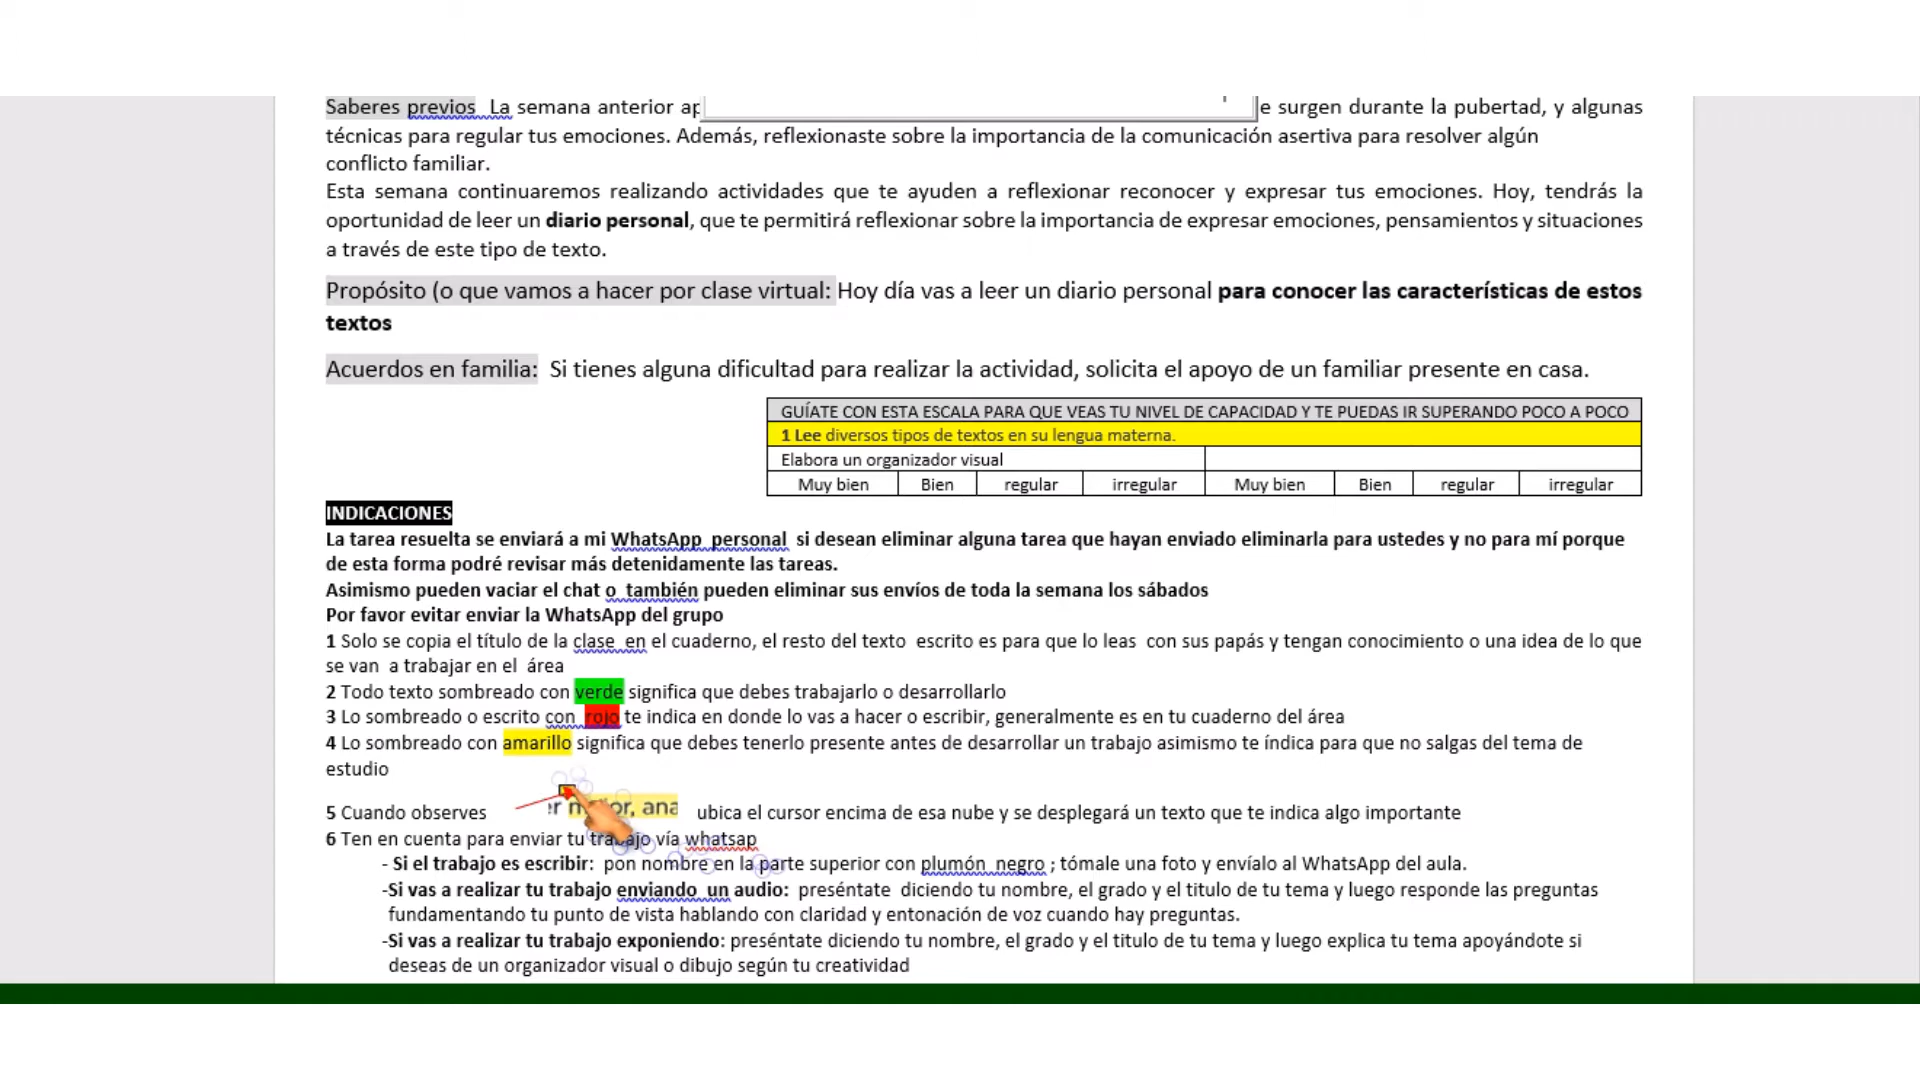 Saberes previos La semana anterior ap e surgen durante la pubertad, y algunas
técnicas para regular tus emociones. Además, reflexionaste sobre la importancia de la comunicación asertiva para resolver algún
conflicto familiar.
Esta semana continuaremos realizando actividades que te ayuden a reflexionar reconocer y expresar tus emociones. Hoy, tendrás la
oportunidad de leer un diario personal, que te permitirá reflexionar sobre la importancia de expresar emociones, pensamientos y situaciones
a través de este tipo de texto.
Propósito (o que vamos a hacer por clase virtual: Hoy día vas a leer un diario personal para conocer las características de estos
textos
Acuerdos en familia: Si tienes alguna dificultad para realizar la actividad, solicita el apoyo de un familiar presente en casa.
GUÍATE CON ESTA ESCALA PARA QUE VEAS TU NIVEL DE CAPACIDAD Y TE PUEDAS IR SUPERANDO POCO A POCO
1 Lee diversos tipos de textos en su lengua materna.
Elabora un organizador visual
Muy bien Bien regular irregular Muy bien Bien regular irregular
INDICACIONES
La tarea resuelta se enviará a mi WhatsApp personal si desean eliminar alguna tarea que hayan enviado eliminarla para ustedes y no para mí porque
de esta forma podré revisar más detenidamente las tareas.
Asimismo pueden vaciar el chat o también pueden eliminar sus envíos de toda la semana los sábados
Por favor evitar enviar la WhatsApp del grupo
1 Solo se copia el título de la clase en el cuaderno, el resto del texto escrito es para que lo leas con sus papás y tengan conocimiento o una idea de lo que
se van a trabajar en el área
2 Todo texto sombreado con verde significa que debes trabajarlo o desarrollarlo
3 Lo sombreado o escrito con rojo te indica en donde lo vas a hacer o escribir, generalmente es en tu cuaderno del área
4 Lo sombreado con amarillo significa que debes tenerlo presente antes de desarrollar un trabajo asimismo te índica para que no salgas del tema de
estudio
5 Cuando observes ana ubica el cursor encima de esa nube y se desplegará un texto que te indica algo importante
6 Ten en cuenta para enviar tu trabajo vía whatsap
- Si el trabajo es escribir: pon nombre en la parte superior con plumón negro ; tómale una foto y envíalo al WhatsApp del aula.
-Si vas a realizar tu trabajo enviando un audio: preséntate diciendo tu nombre, el grado y el titulo de tu tema y luego responde las preguntas
fundamentando tu punto de vista hablando con claridad y entonación de voz cuando hay preguntas.
-Si vas a realizar tu trabajo exponiendo: preséntate diciendo tu nombre, el grado y el titulo de tu tema y luego explica tu tema apoyándote si
deseas de un organizador visual o dibujo según tu creatividad